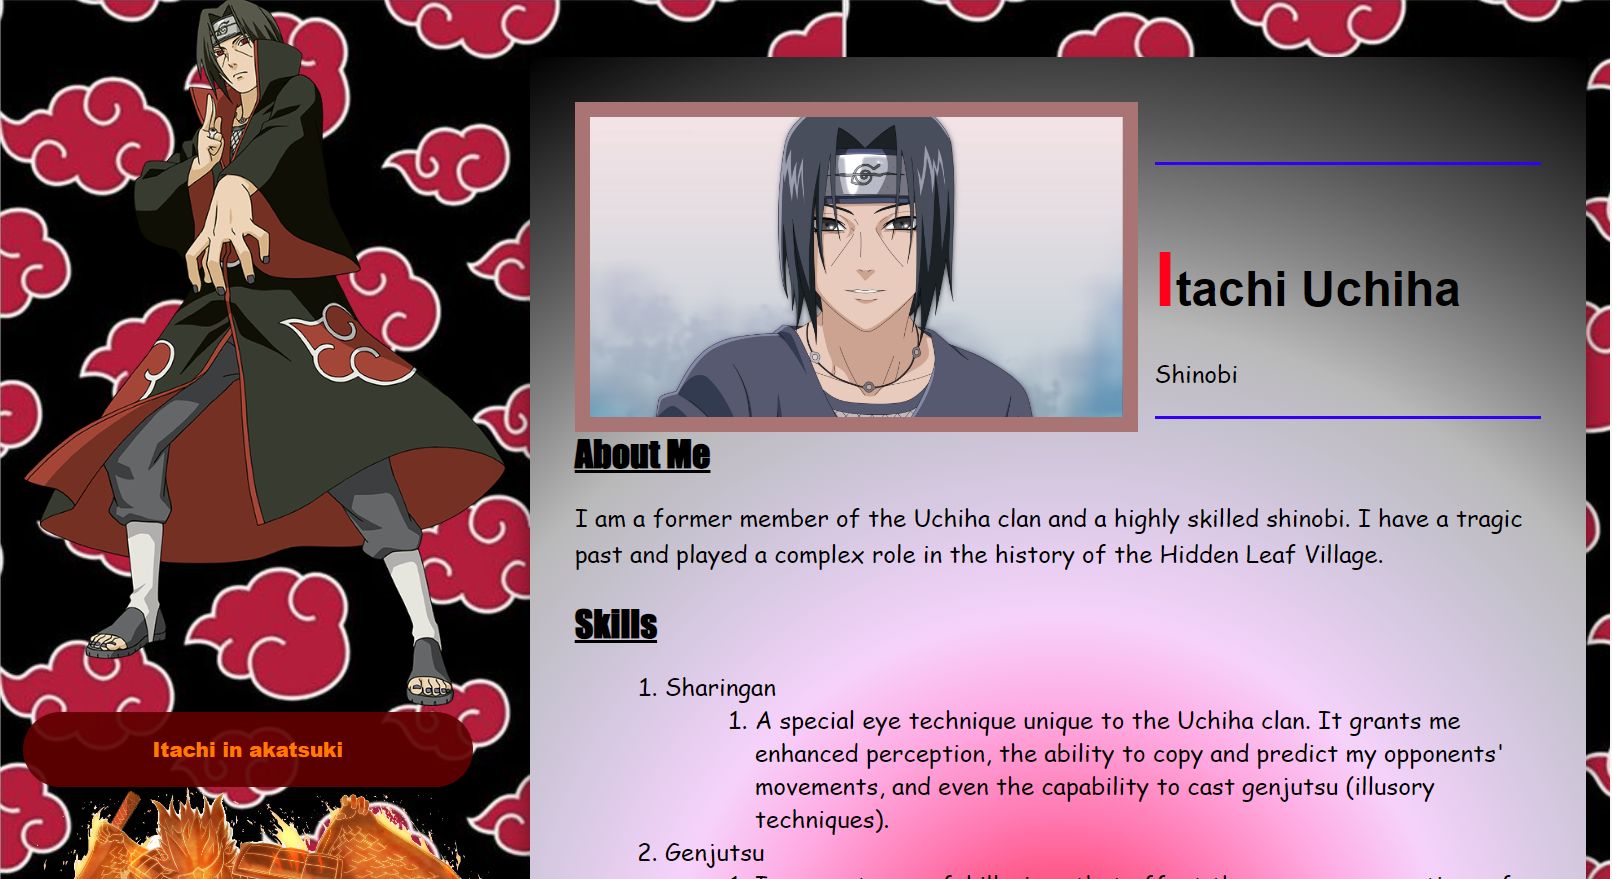 Itachi Uchiha
Shinobi
About Me
I am a former member of the Uchiha clan and a highly skilled shinobi. I have a tragic
past and played a complex role in the history of the Hidden Leaf Village.
Skills
1. Sharingan
1. A special eye technique unique to the Uchiha clan. It grants me
enhanced perception, the ability to copy and predict my opponents'
movements, and even the capability to cast genjutsu (illusory
techniques).
2. Genjutsu
Itachi in akatsuki